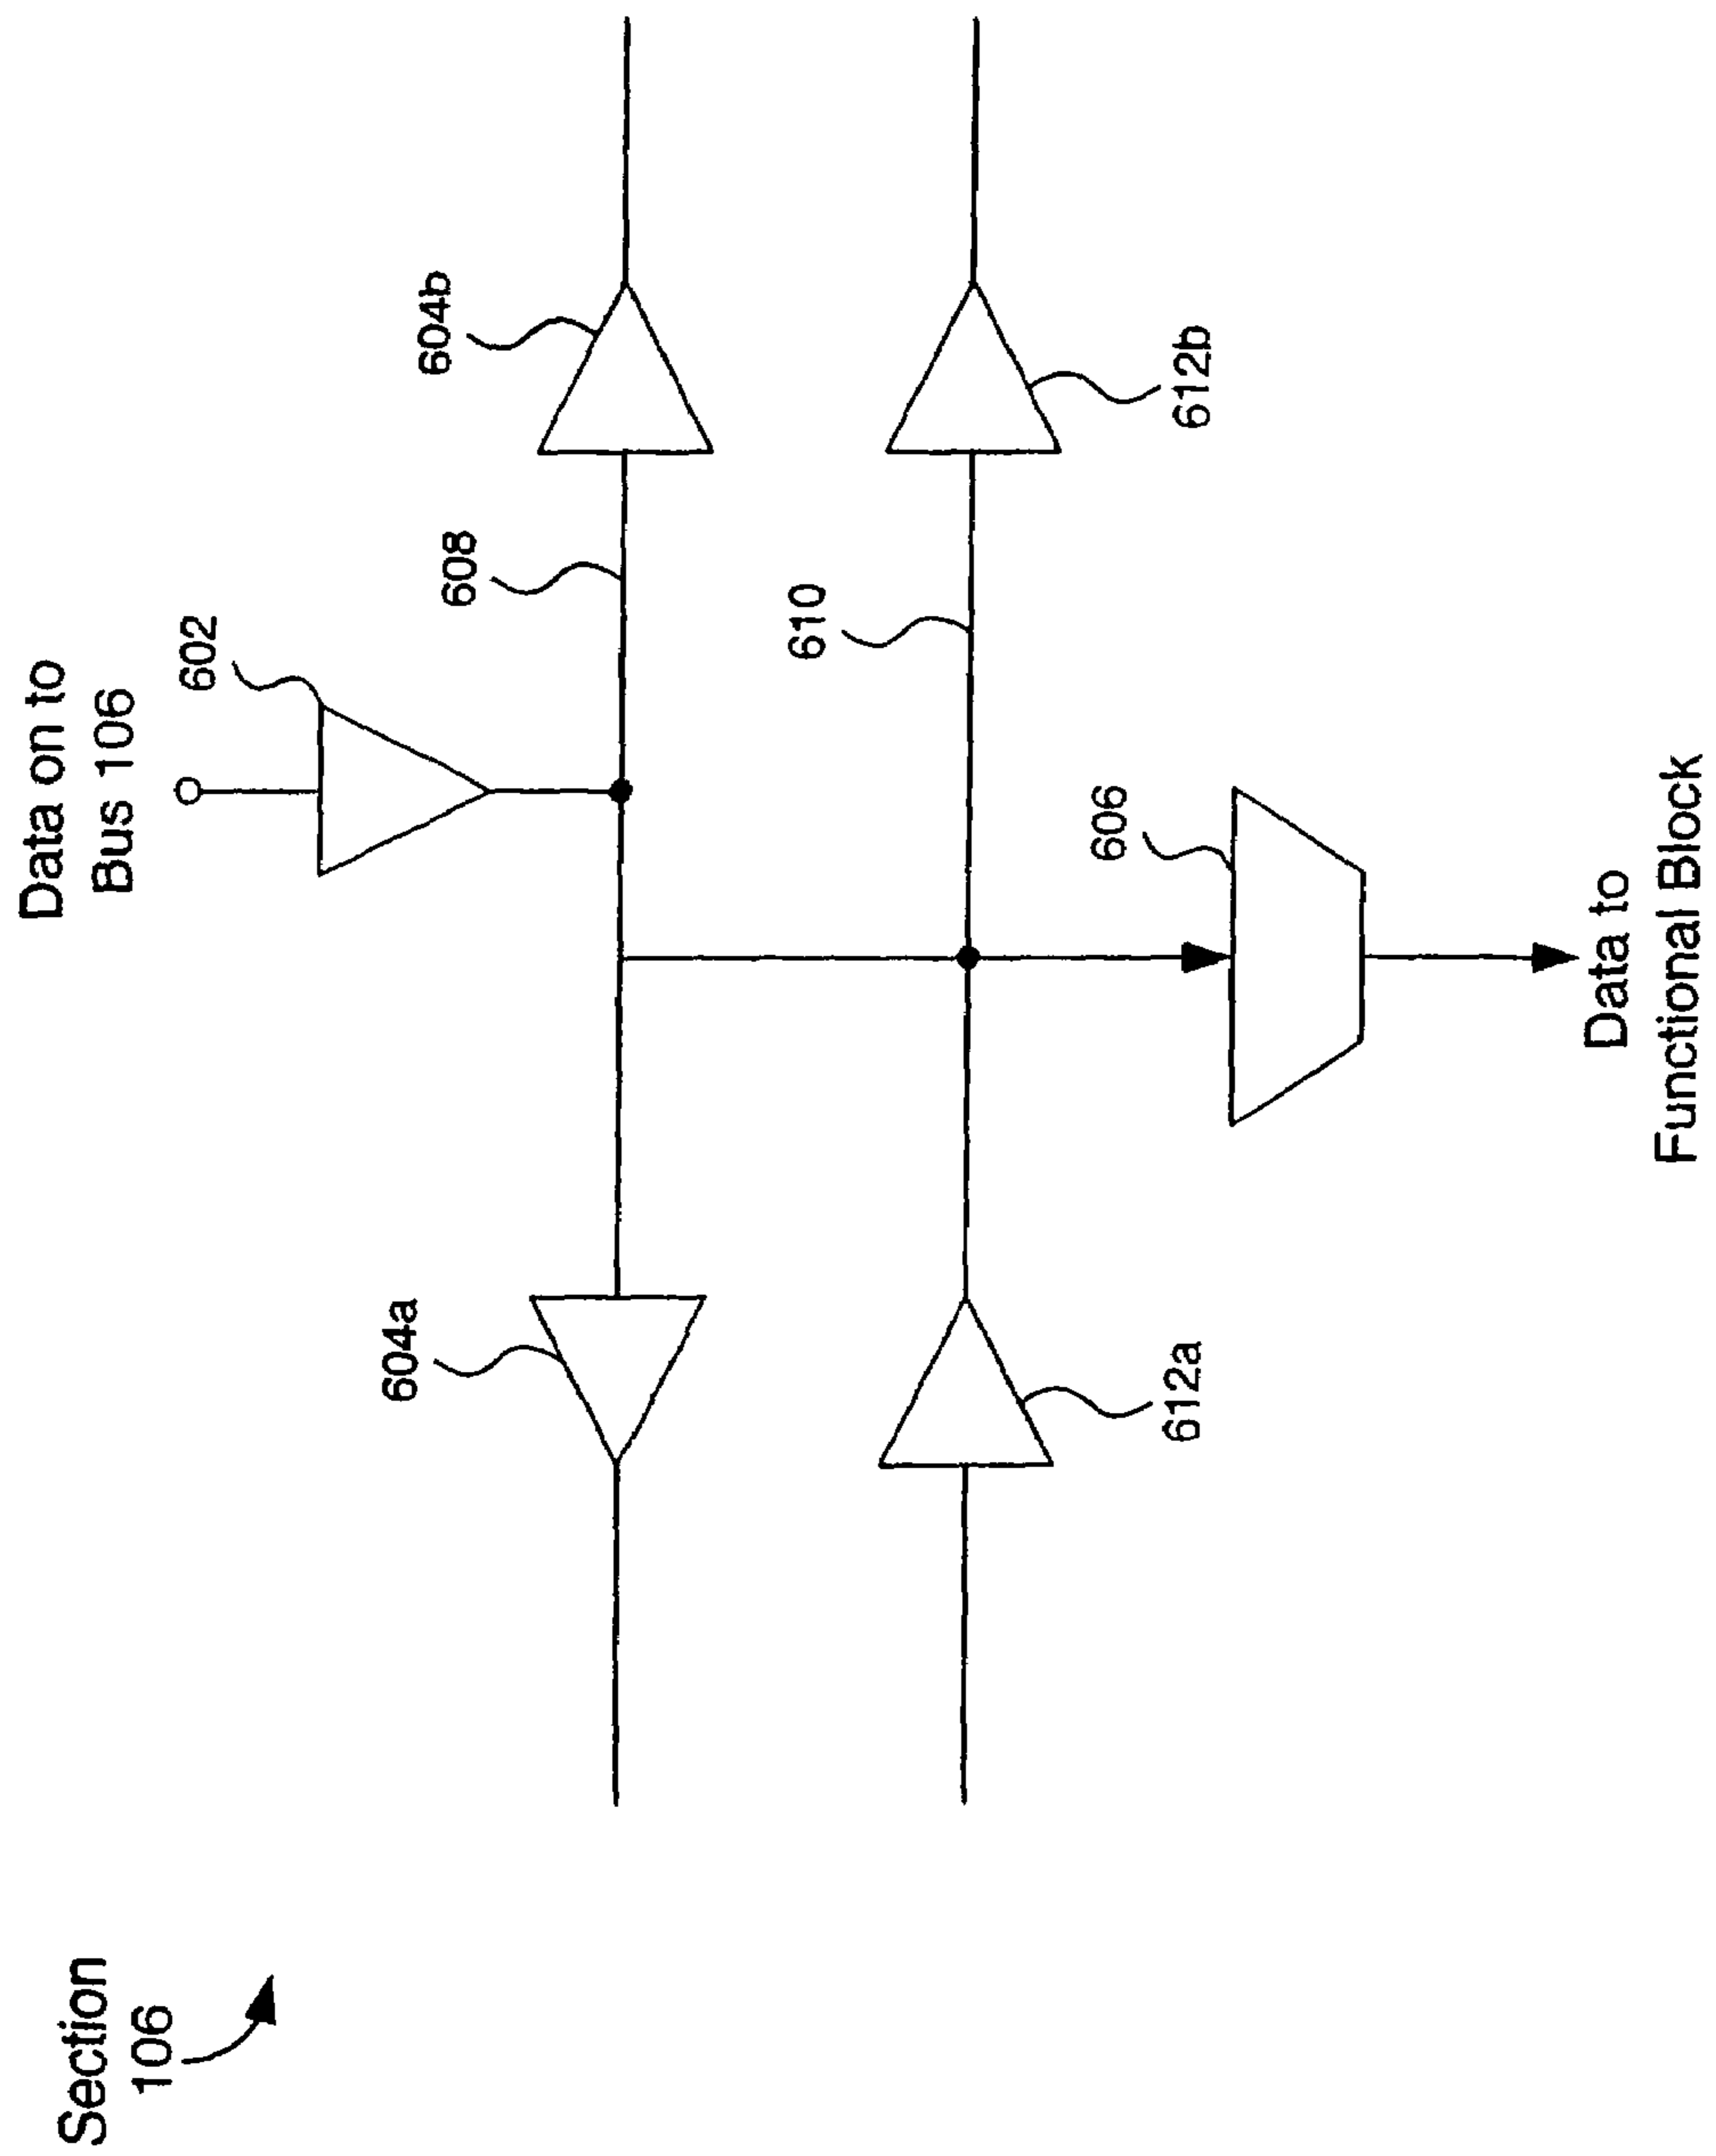 Section
106
Data on to
Bus 106
602
604a
608
604b
610
612a
606
612b
Data to
Functional Block